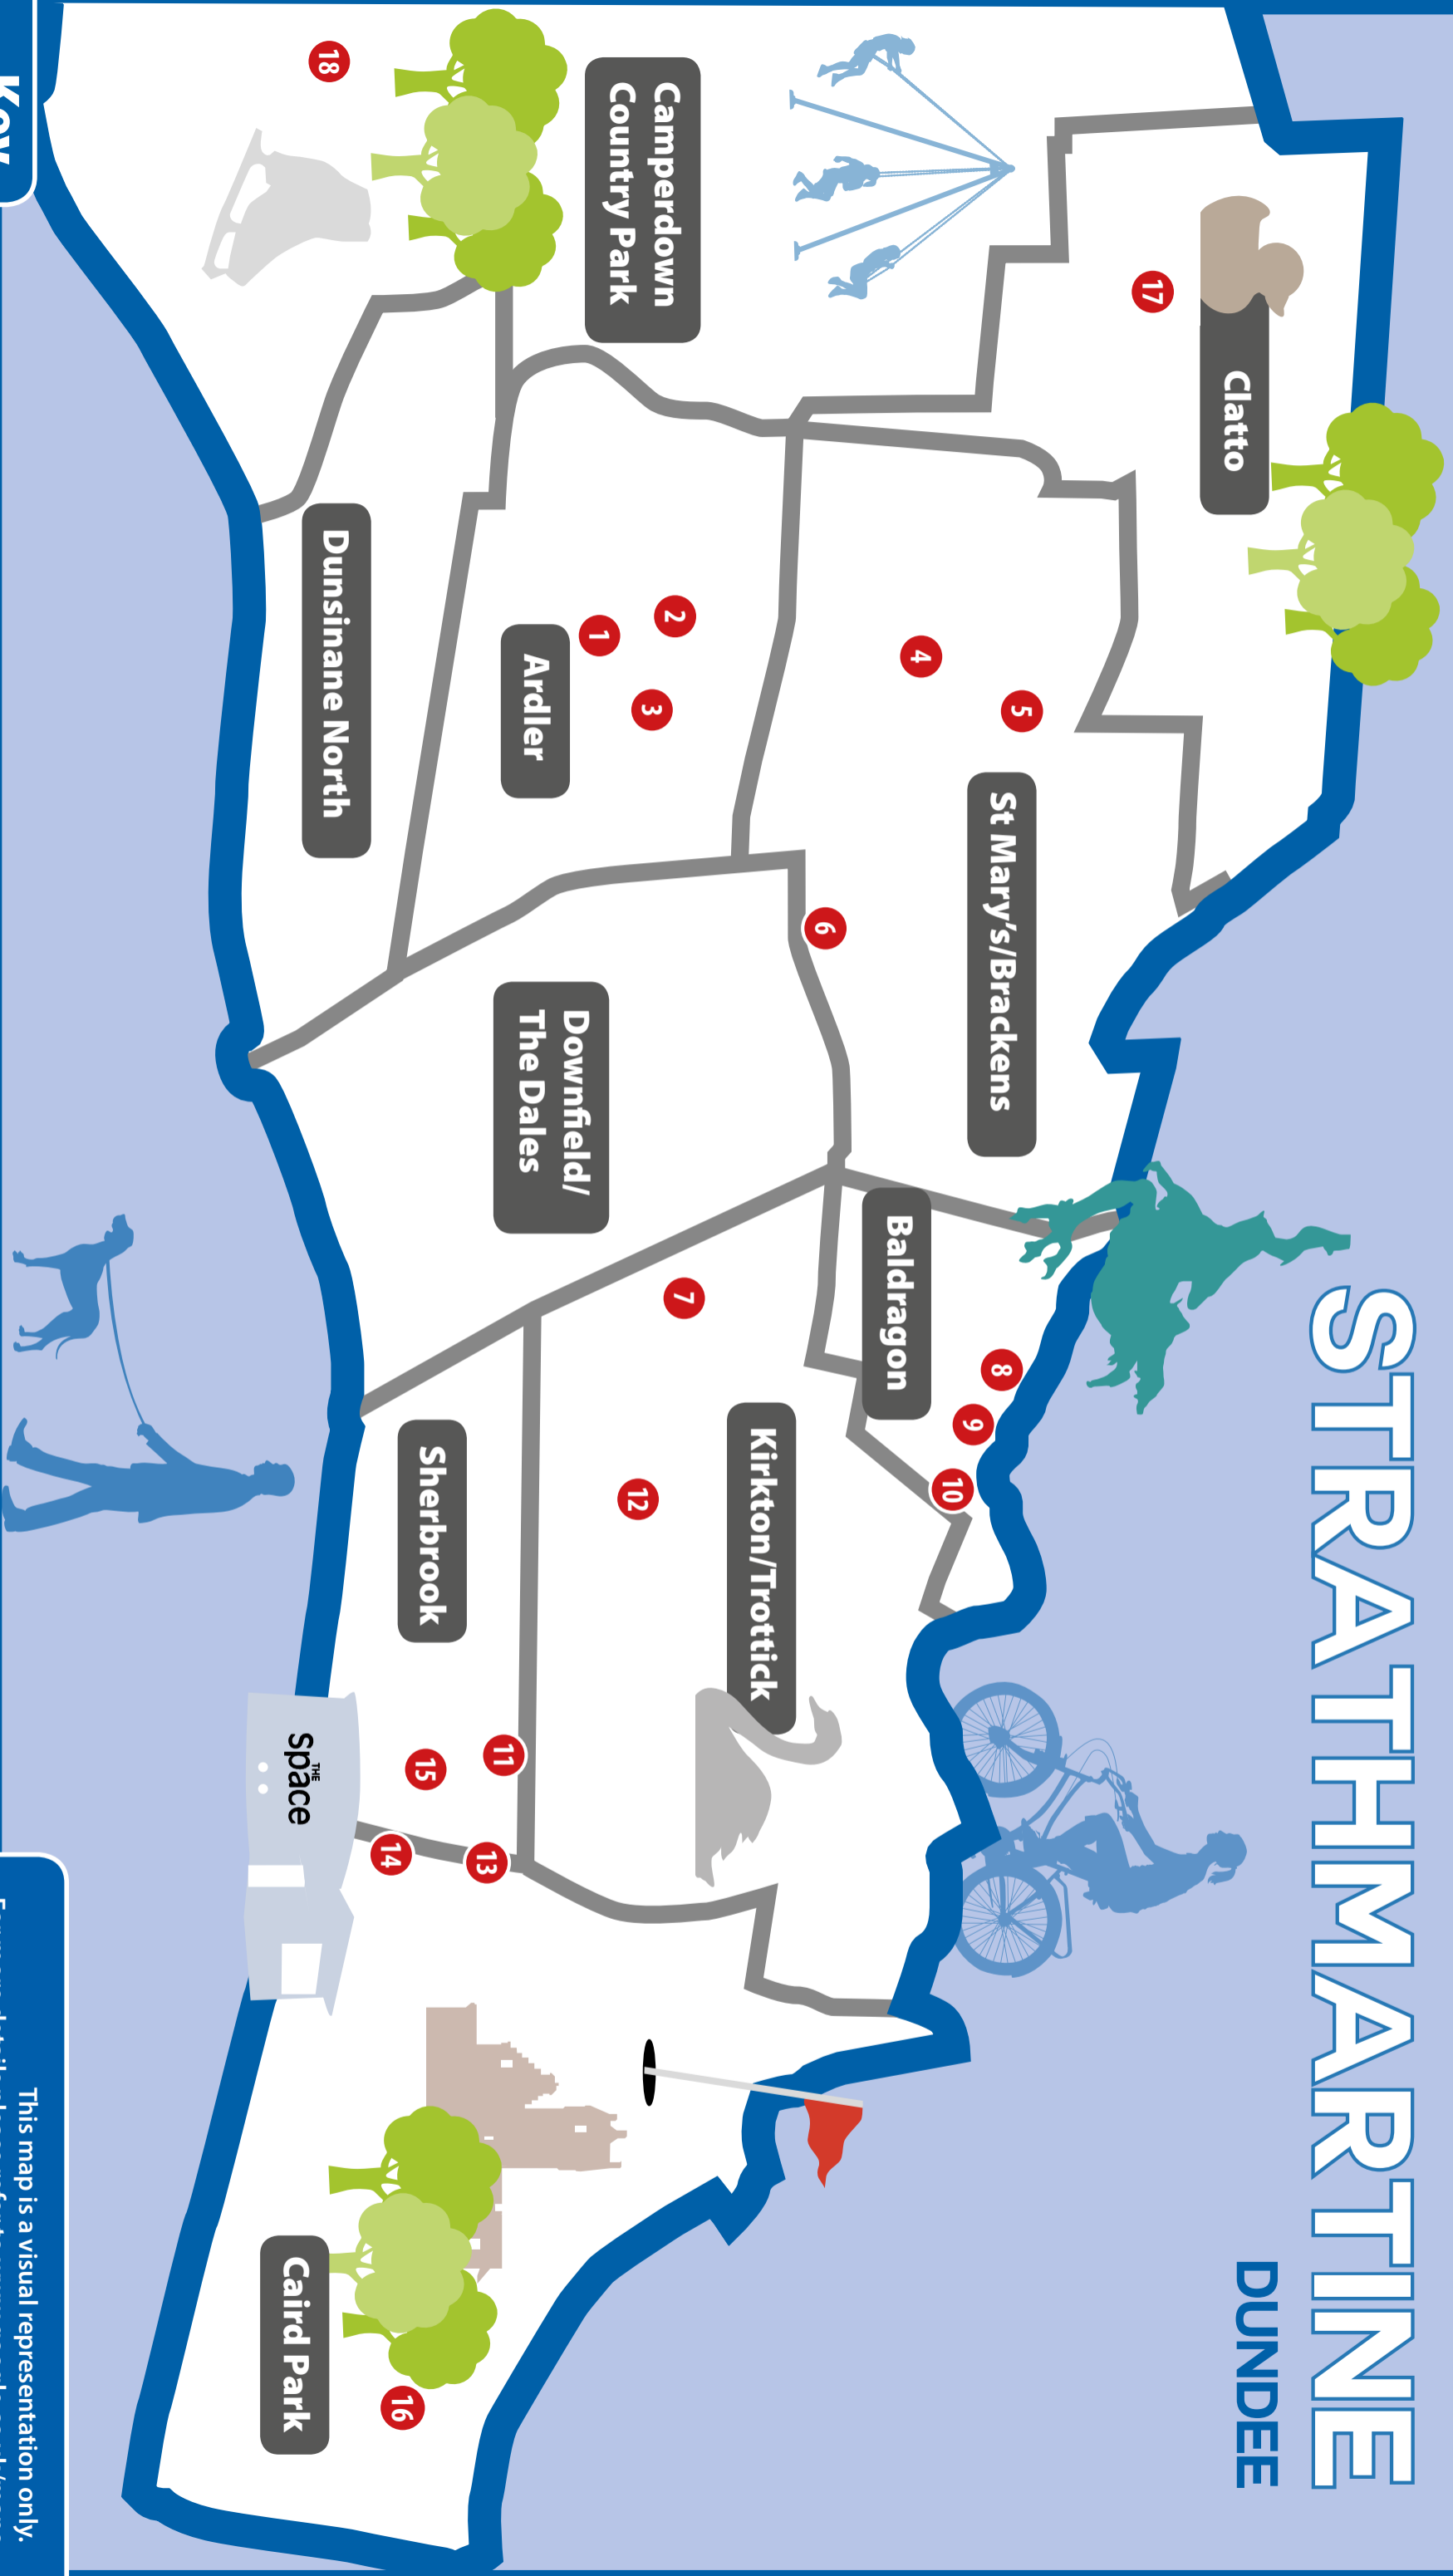 STRATHMARTINE
DUNDEE
Clatto
17
Camperdown
Country Park
18
St Mary's/Brackens
4
5
6
2
1
3
Ardler
Dunsinane North
Downfield/
The Dales
Baldragon
8
9
10
7
12
Kirkton/Trottick
Sherbrook
11
15
13
14
THE
Space
16
Caird Park
Key
This map is a visual representation only.